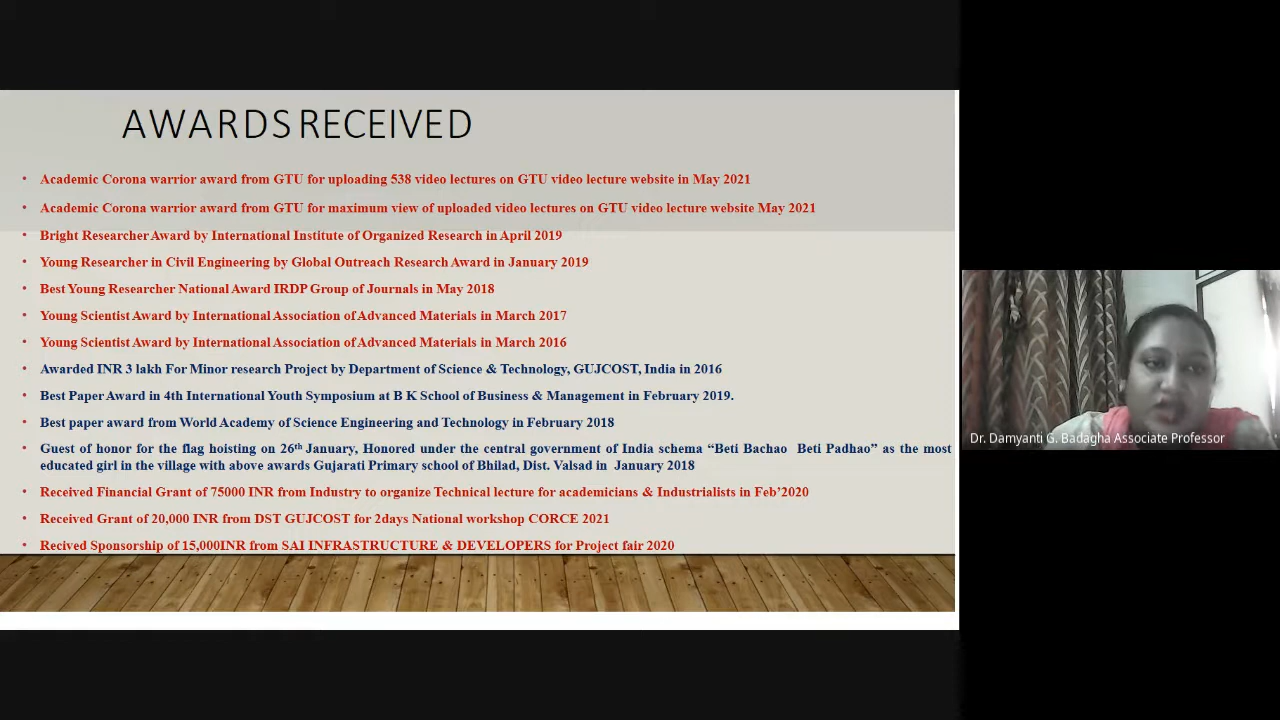 AWARDS RECEIVED
• Academic Corona warrior award from GTU for uploading 538 video lectures on GTU video lecture website in May 2021
• Academic Corona warrior award from GTU for maximum view of uploaded video lectures on GTU video lecture website May 2021
• Bright Researcher Award by International Institute of Organized Research in April 2019
• Young Researcher in Civil Engineering by Global Outreach Research Award in January 2019
• Best Young Researcher National Award IRDP Group of Journals in May 2018
• Young Scientist Award by International Association of Advanced Materials in March 2017
• Young Scientist Award by International Association of Advanced Materials in March 2016
• Awarded INR 3 lakh For Minor research Project by Department of Science & Technology, GUJCOST, India in 2016
• Best Paper Award in 4th International Youth Symposium at B K School of Business & Management in February 2019.
• Best paper award from World Academy of Science Engineering and Technology in February 2018
• Guest of honor for the flag hoisting on 26th January, Honored under the central government of India schema “Beti Bachao Beti Padhao” as the most
educated girl in the village with above awards Gujarati Primary school of Bhilad, Dist. Valsad in January 2018
• Received Financial Grant of 75000 INR from Industry to organize Technical lecture for academicians & Industrialists in Feb’2020
• Received Grant of 20,000 INR from DST GUJCOST for 2days National workshop CORCE 2021
• Recived Sponsorship of 15,000INR from SAI INFRASTRUCTURE & DEVELOPERS for Project fair 2020
Dr. Damyanti G. Badagha Associate Professor